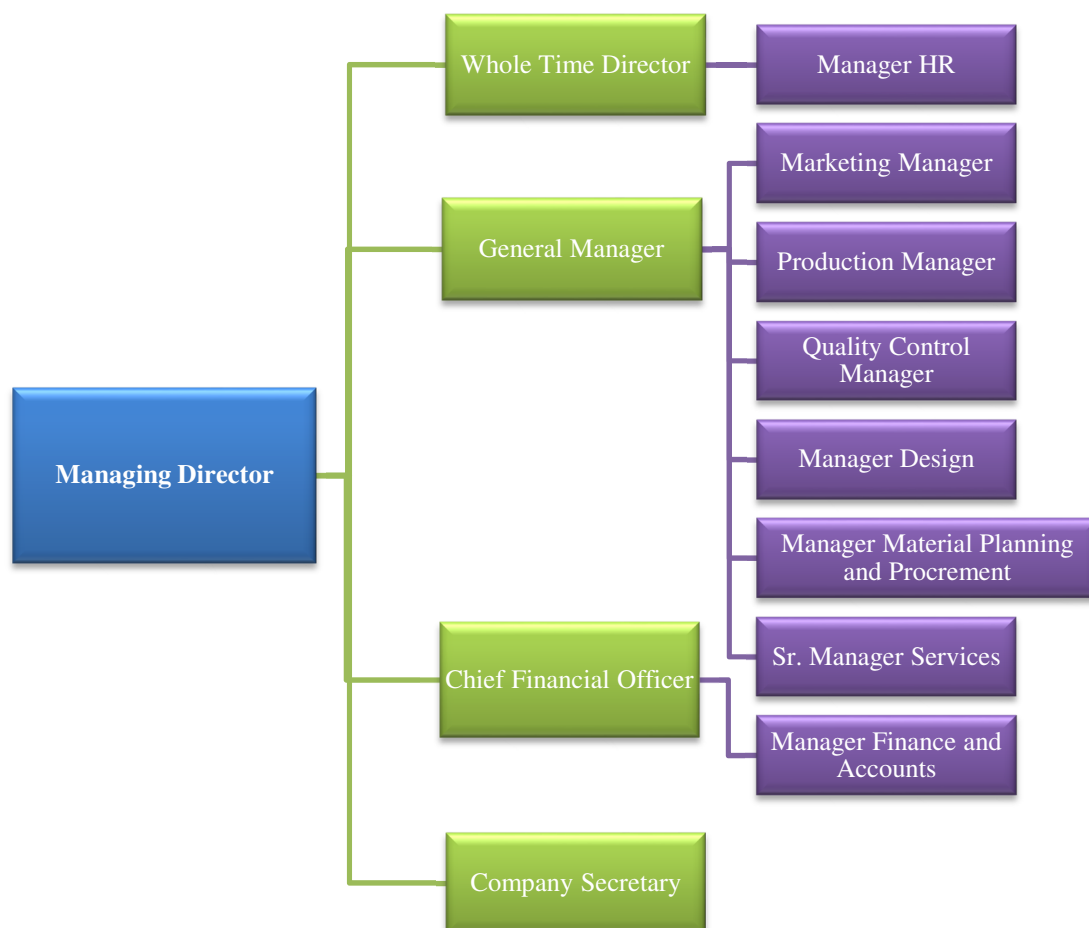 Whole Time Director
Manager HR
Marketing Manager
General Manager
Production Manager
Quality Control
Manager
Managing Director
Manager Design
Manager Material Planning
and Procrement
Chief Financial Officer
Sr. Manager Services
Manager Finance and
Accounts
Company Secretary